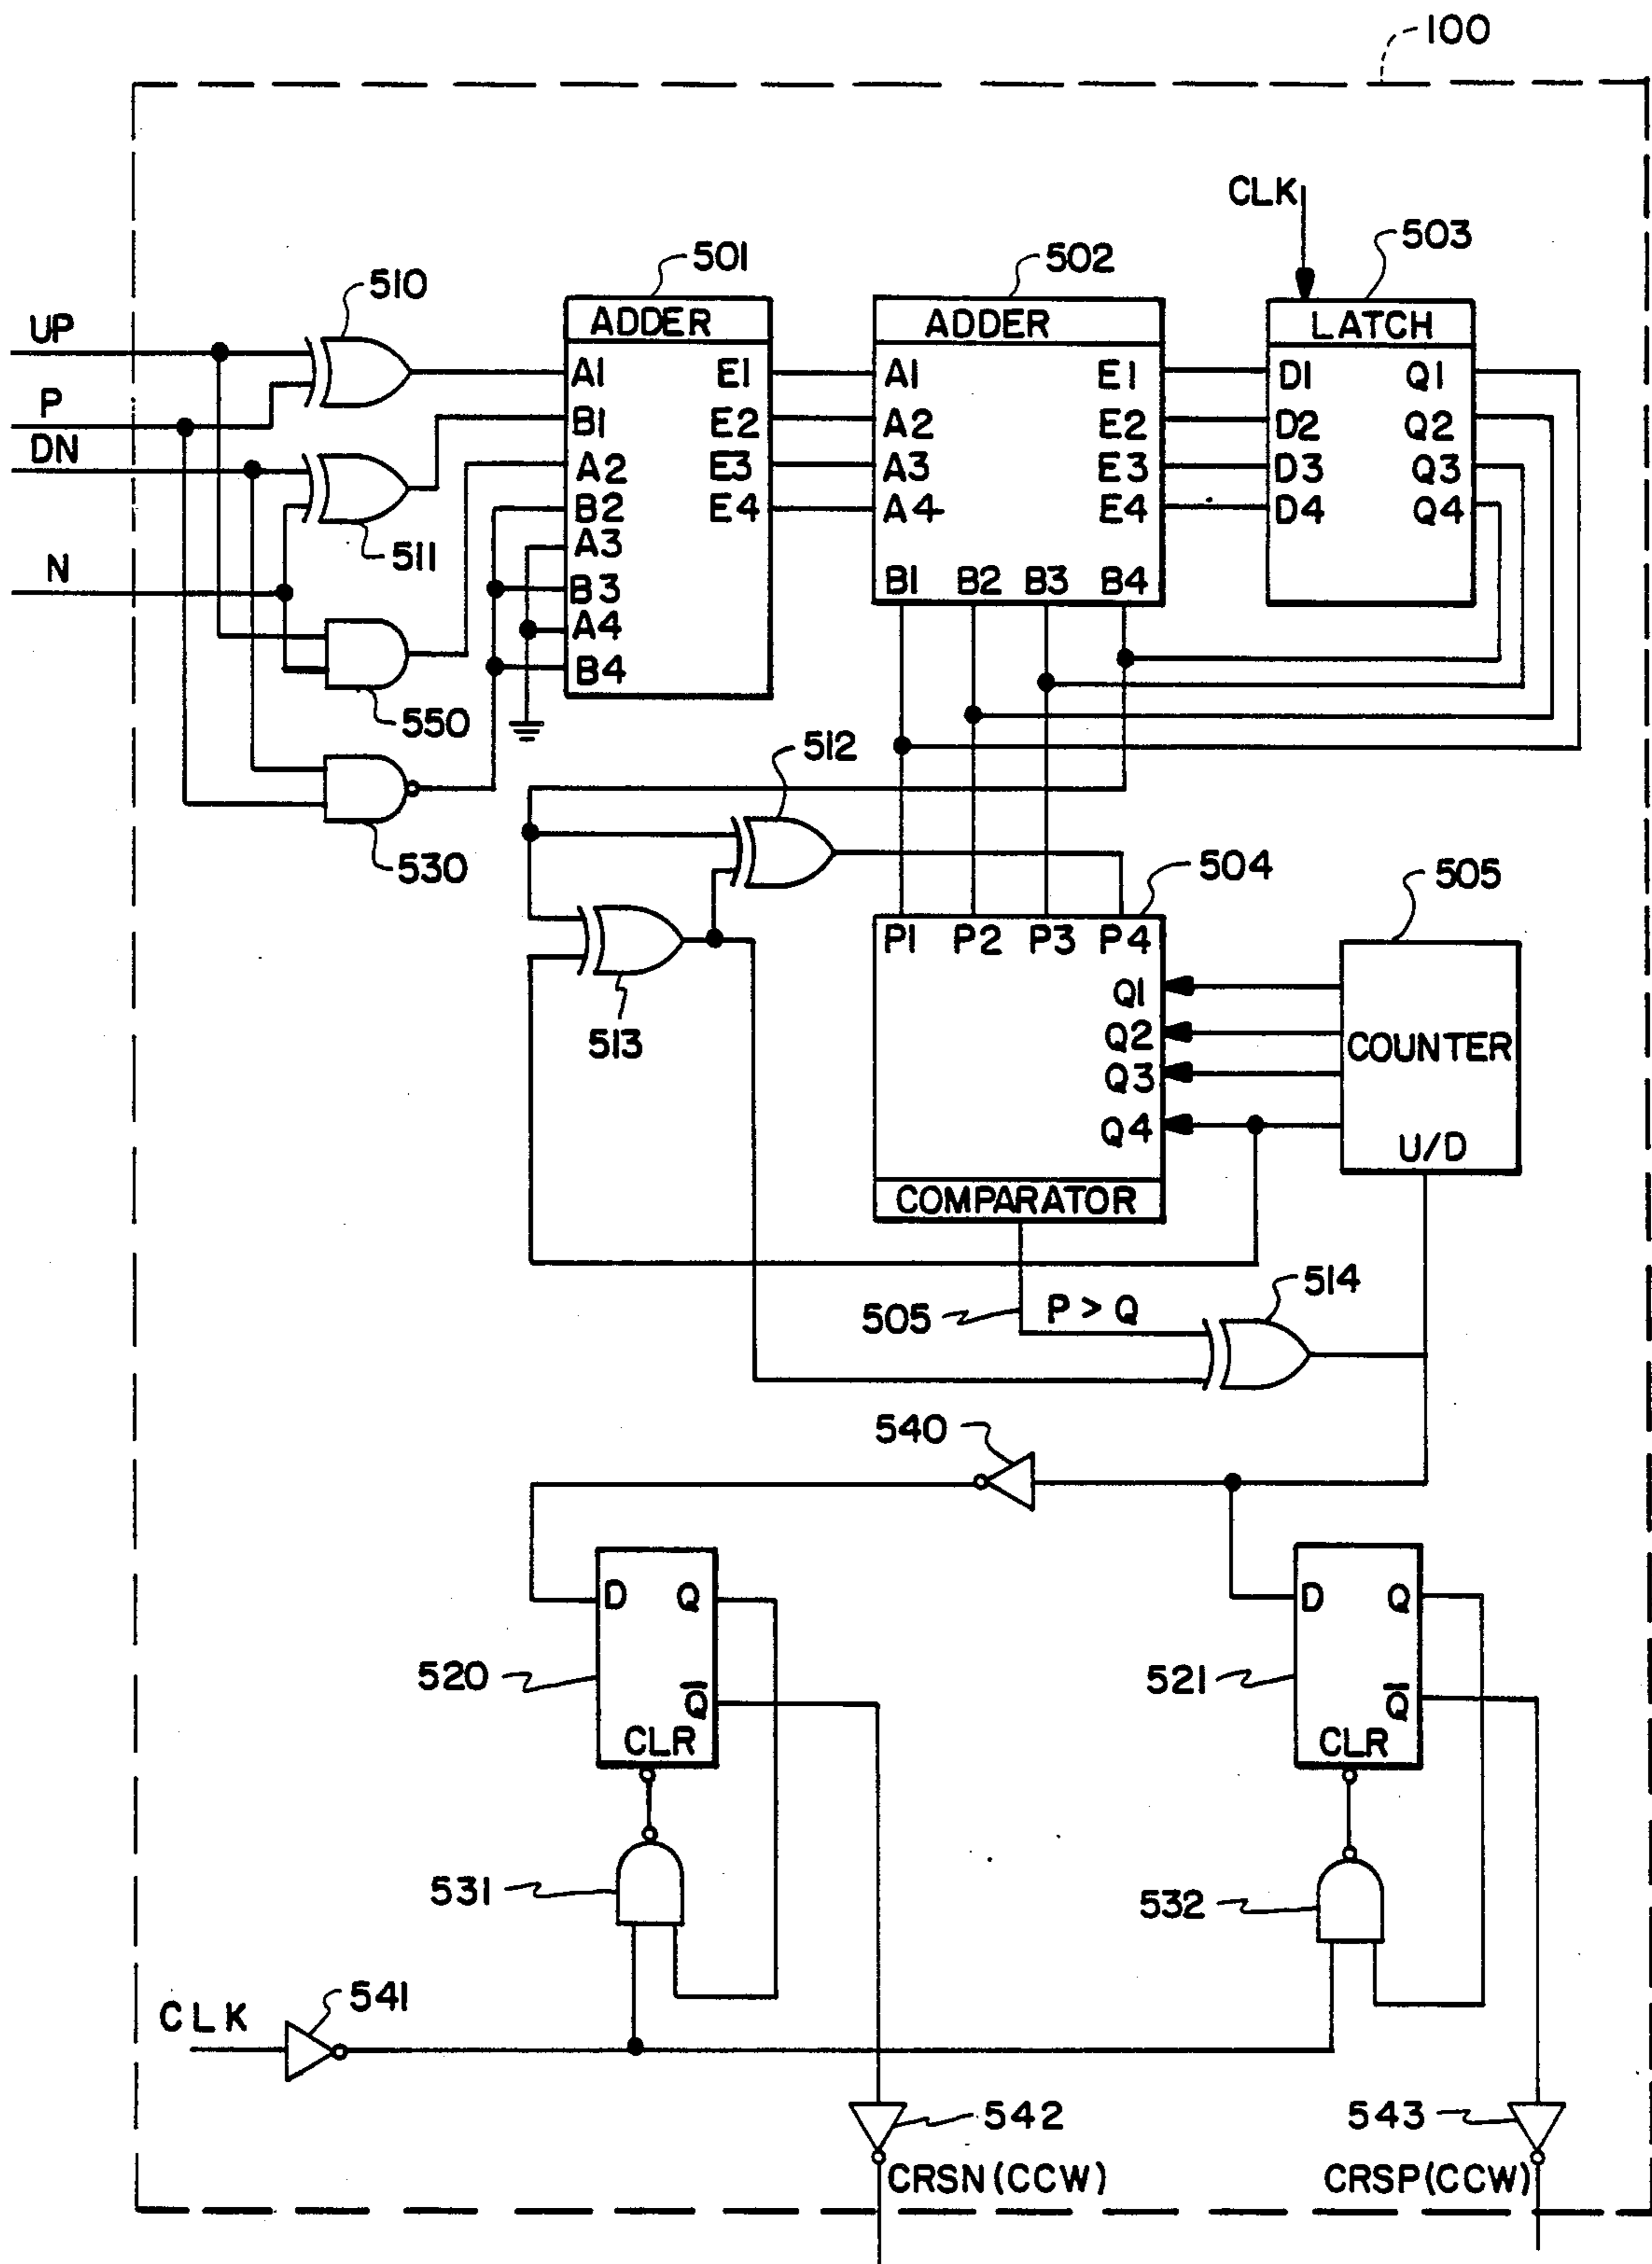 100
CLK
501
502
503
510
UP
P
DN
N
511
550
530
ADDER
A1 E1
B1 E2
A2 E3
B2 E4
A3
B3
A4
B4
ADDER
A1 E1
A2 E2
A3 E3
A4 E4
B1 B2 B3 B4
LATCH
D1 Q1
D2 Q2
D3 Q3
D4 Q4
512
513
504
505
P1 P2 P3 P4
Q1
Q2
Q3
Q4
COMPARATOR
COUNTER
U/D
505
P > Q
514
540
D Q
Q̅
CLR
520
D Q
Q̅
CLR
521
531
532
CLK
541
542
543
CRSN (CCW)
CRSP (CCW)